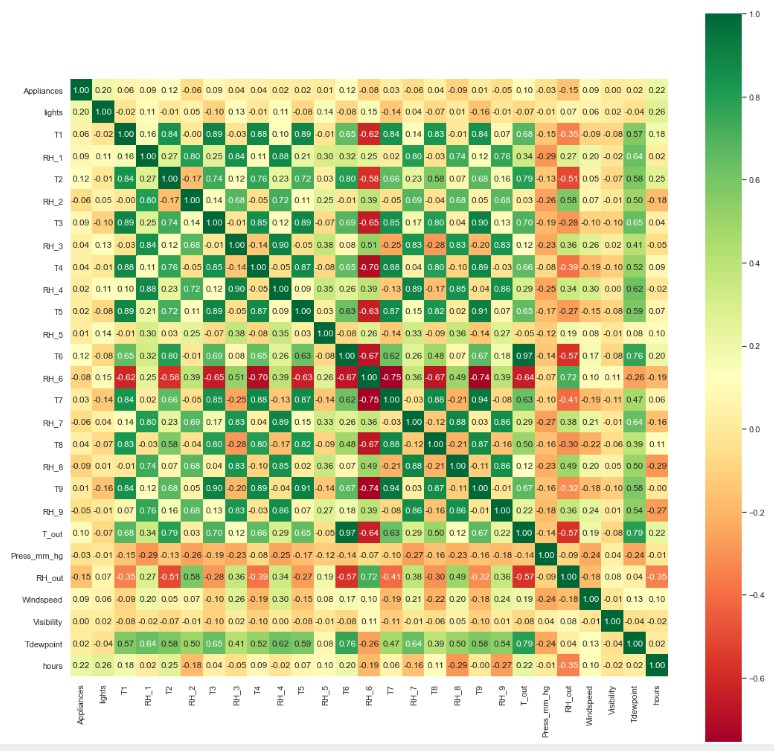 Appliances 1.00 0.20 0.06 0.09 0.12 -0.06 0.09 0.04 0.04 0.02 0.02 0.01 0.12 -0.08 0.03 -0.06 0.04 -0.09 0.01 -0.05 0.10 -0.03 -0.15 0.09 0.00 0.02 0.22
lights 0.20 1.00 -0.02 0.11 -0.01 0.05 -0.10 0.13 -0.01 0.11 -0.01 0.14 -0.08 0.15 -0.14 0.04 -0.07 0.01 -0.16 -0.01 -0.07 -0.01 0.07 0.06 0.02 -0.04 0.26
T1 0.06 -0.02 1.00 0.16 0.84 -0.00 0.89 -0.03 0.88 0.10 0.89 -0.01 0.65 -0.62 0.84 0.14 0.83 -0.01 0.84 0.07 0.68 -0.15 -0.35 -0.09 -0.08 0.57 0.18
RH_1 0.09 0.11 0.16 1.00 0.27 0.80 0.25 0.84 0.11 0.88 0.21 0.30 0.32 0.25 0.02 0.80 -0.03 0.74 0.12 0.76 0.34 -0.29 0.27 0.20 -0.02 0.64 0.02
T2 0.12 -0.01 0.84 0.27 1.00 -0.17 0.74 0.12 0.76 0.23 0.72 0.03 0.80 -0.58 0.66 0.23 0.58 0.07 0.68 0.16 0.79 -0.13 -0.51 0.05 -0.07 0.58 0.25
RH_2 -0.06 0.05 -0.00 0.80 -0.17 1.00 0.14 0.68 -0.05 0.72 0.11 0.25 -0.01 0.39 -0.05 0.69 -0.04 0.68 0.05 0.68 0.03 -0.26 0.58 0.07 -0.01 0.50 -0.18
T3 0.09 -0.10 0.89 0.25 0.74 0.14 1.00 -0.01 0.85 0.12 0.89 -0.07 0.69 -0.65 0.85 0.17 0.80 0.04 0.90 0.13 0.70 -0.19 -0.28 -0.10 -0.10 0.65 0.04
RH_3 0.04 0.13 -0.03 0.84 0.12 0.68 -0.01 1.00 -0.14 0.90 -0.05 0.38 0.08 0.51 -0.25 0.83 -0.28 0.83 -0.20 0.83 0.12 -0.23 0.36 0.26 0.02 0.41 -0.05
T4 0.04 -0.01 0.88 0.11 0.76 -0.05 0.85 -0.14 1.00 -0.05 0.87 -0.08 0.65 -0.70 0.88 0.04 0.80 -0.10 0.89 -0.03 0.66 -0.08 -0.39 -0.19 -0.10 0.52 0.09
RH_4 0.02 0.11 0.10 0.88 0.23 0.72 0.12 0.90 -0.05 1.00 0.09 0.35 0.26 0.39 -0.13 0.89 -0.17 0.85 -0.04 0.86 0.29 -0.25 0.34 0.30 0.00 0.62 -0.02
T5 0.02 -0.01 0.89 0.21 0.72 0.11 0.89 -0.05 0.87 0.09 1.00 0.03 0.63 -0.63 0.87 0.15 0.82 0.02 0.91 0.07 0.65 -0.17 -0.27 -0.15 -0.08 0.59 0.07
RH_5 0.01 0.14 -0.01 0.30 0.03 0.25 -0.07 0.38 -0.08 0.35 0.03 1.00 -0.08 0.26 -0.14 0.33 -0.09 0.36 -0.14 0.27 -0.05 -0.12 0.19 0.08 -0.01 0.08 0.10
T6 0.12 -0.08 0.65 0.32 0.80 -0.01 0.69 0.08 0.65 0.26 0.63 -0.08 1.00 -0.67 0.62 0.26 0.48 0.07 0.67 0.18 0.97 -0.14 -0.57 0.17 -0.08 0.76 0.20
RH_6 -0.08 0.15 -0.62 0.25 -0.58 0.39 -0.65 0.51 -0.70 0.39 -0.63 0.26 -0.67 1.00 -0.75 0.36 -0.67 0.49 -0.74 0.39 -0.64 -0.07 0.72 0.10 0.11 -0.26 -0.19
T7 0.03 -0.14 0.84 0.02 0.66 -0.05 0.85 -0.25 0.88 -0.13 0.87 -0.14 0.62 -0.75 1.00 -0.03 0.88 -0.21 0.94 -0.08 0.63 -0.10 -0.41 -0.19 -0.11 0.47 0.06
RH_7 -0.06 0.04 0.14 0.80 0.23 0.69 0.17 0.83 0.04 0.89 0.15 0.33 0.26 0.36 -0.03 1.00 -0.12 0.88 0.03 0.86 0.29 -0.27 0.38 0.21 -0.01 0.64 -0.16
T8 0.04 -0.07 0.83 -0.03 0.58 -0.04 0.80 -0.28 0.80 -0.17 0.82 -0.09 0.48 -0.67 0.88 -0.12 1.00 -0.21 0.87 -0.16 0.50 -0.16 -0.30 -0.22 -0.06 0.39 0.11
RH_8 -0.09 0.01 -0.01 0.74 0.07 0.68 0.04 0.83 -0.10 0.85 0.02 0.36 0.07 0.49 -0.21 0.88 -0.21 1.00 -0.11 0.86 0.12 -0.23 0.49 0.20 0.05 0.50 -0.29
T9 0.01 -0.16 0.84 0.12 0.68 0.05 0.90 -0.20 0.89 -0.04 0.91 -0.14 0.67 -0.74 0.94 0.03 0.87 -0.11 1.00 -0.01 0.67 -0.16 -0.32 -0.18 -0.10 0.58 -0.00
RH_9 -0.05 -0.01 0.07 0.76 0.16 0.68 0.13 0.83 -0.03 0.86 0.07 0.27 0.18 0.39 -0.08 0.86 -0.16 0.86 -0.01 1.00 0.22 -0.18 0.36 0.24 0.01 0.54 -0.27
T_out 0.10 -0.07 0.68 0.34 0.79 0.03 0.70 0.12 0.66 0.29 0.65 -0.05 0.97 -0.64 0.63 0.29 0.50 0.12 0.67 0.22 1.00 -0.14 -0.57 0.19 -0.08 0.79 0.22
Press_mm_hg -0.03 -0.01 -0.15 -0.29 -0.13 -0.26 -0.19 -0.23 -0.08 -0.25 -0.17 -0.12 -0.14 -0.07 -0.10 -0.27 -0.16 -0.23 -0.16 -0.18 -0.14 1.00 -0.09 -0.24 0.04 -0.24 -0.01
RH_out -0.15 0.07 -0.35 0.27 -0.51 0.58 -0.28 0.36 -0.39 0.34 -0.27 0.19 -0.57 0.72 -0.41 0.38 -0.30 0.49 -0.32 0.36 -0.57 -0.09 1.00 -0.18 0.08 0.04 -0.35
Windspeed 0.09 0.06 -0.09 0.20 0.05 0.07 -0.10 0.26 -0.19 0.30 -0.15 0.08 0.17 0.10 -0.19 0.21 -0.22 0.20 -0.18 0.24 0.19 -0.24 -0.18 1.00 -0.01 0.13 0.10
Visibility 0.00 0.02 -0.08 -0.02 -0.07 -0.01 -0.10 0.02 -0.10 0.00 -0.08 -0.01 -0.08 0.11 -0.11 -0.01 -0.06 0.05 -0.10 0.01 -0.08 0.04 0.08 -0.01 1.00 -0.04 -0.02
Tdewpoint 0.02 -0.04 0.57 0.64 0.58 0.50 0.65 0.41 0.52 0.62 0.59 0.08 0.76 -0.26 0.47 0.64 0.39 0.50 0.58 0.54 0.79 -0.24 0.04 0.13 -0.04 1.00 0.02
hours 0.22 0.26 0.18 0.02 0.25 -0.18 0.04 -0.05 0.09 -0.02 0.07 0.10 0.20 -0.19 0.06 -0.16 0.11 -0.29 -0.00 -0.27 0.22 -0.01 -0.35 0.10 -0.02 0.02 1.00
Appliances lights T1 RH_1 T2 RH_2 T3 RH_3 T4 RH_4 T5 RH_5 T6 RH_6 T7 RH_7 T8 RH_8 T9 RH_9 T_out Press_mm_hg RH_out Windspeed Visibility Tdewpoint hours
1.0
0.8
0.6
0.4
0.2
0.0
-0.2
-0.4
-0.6